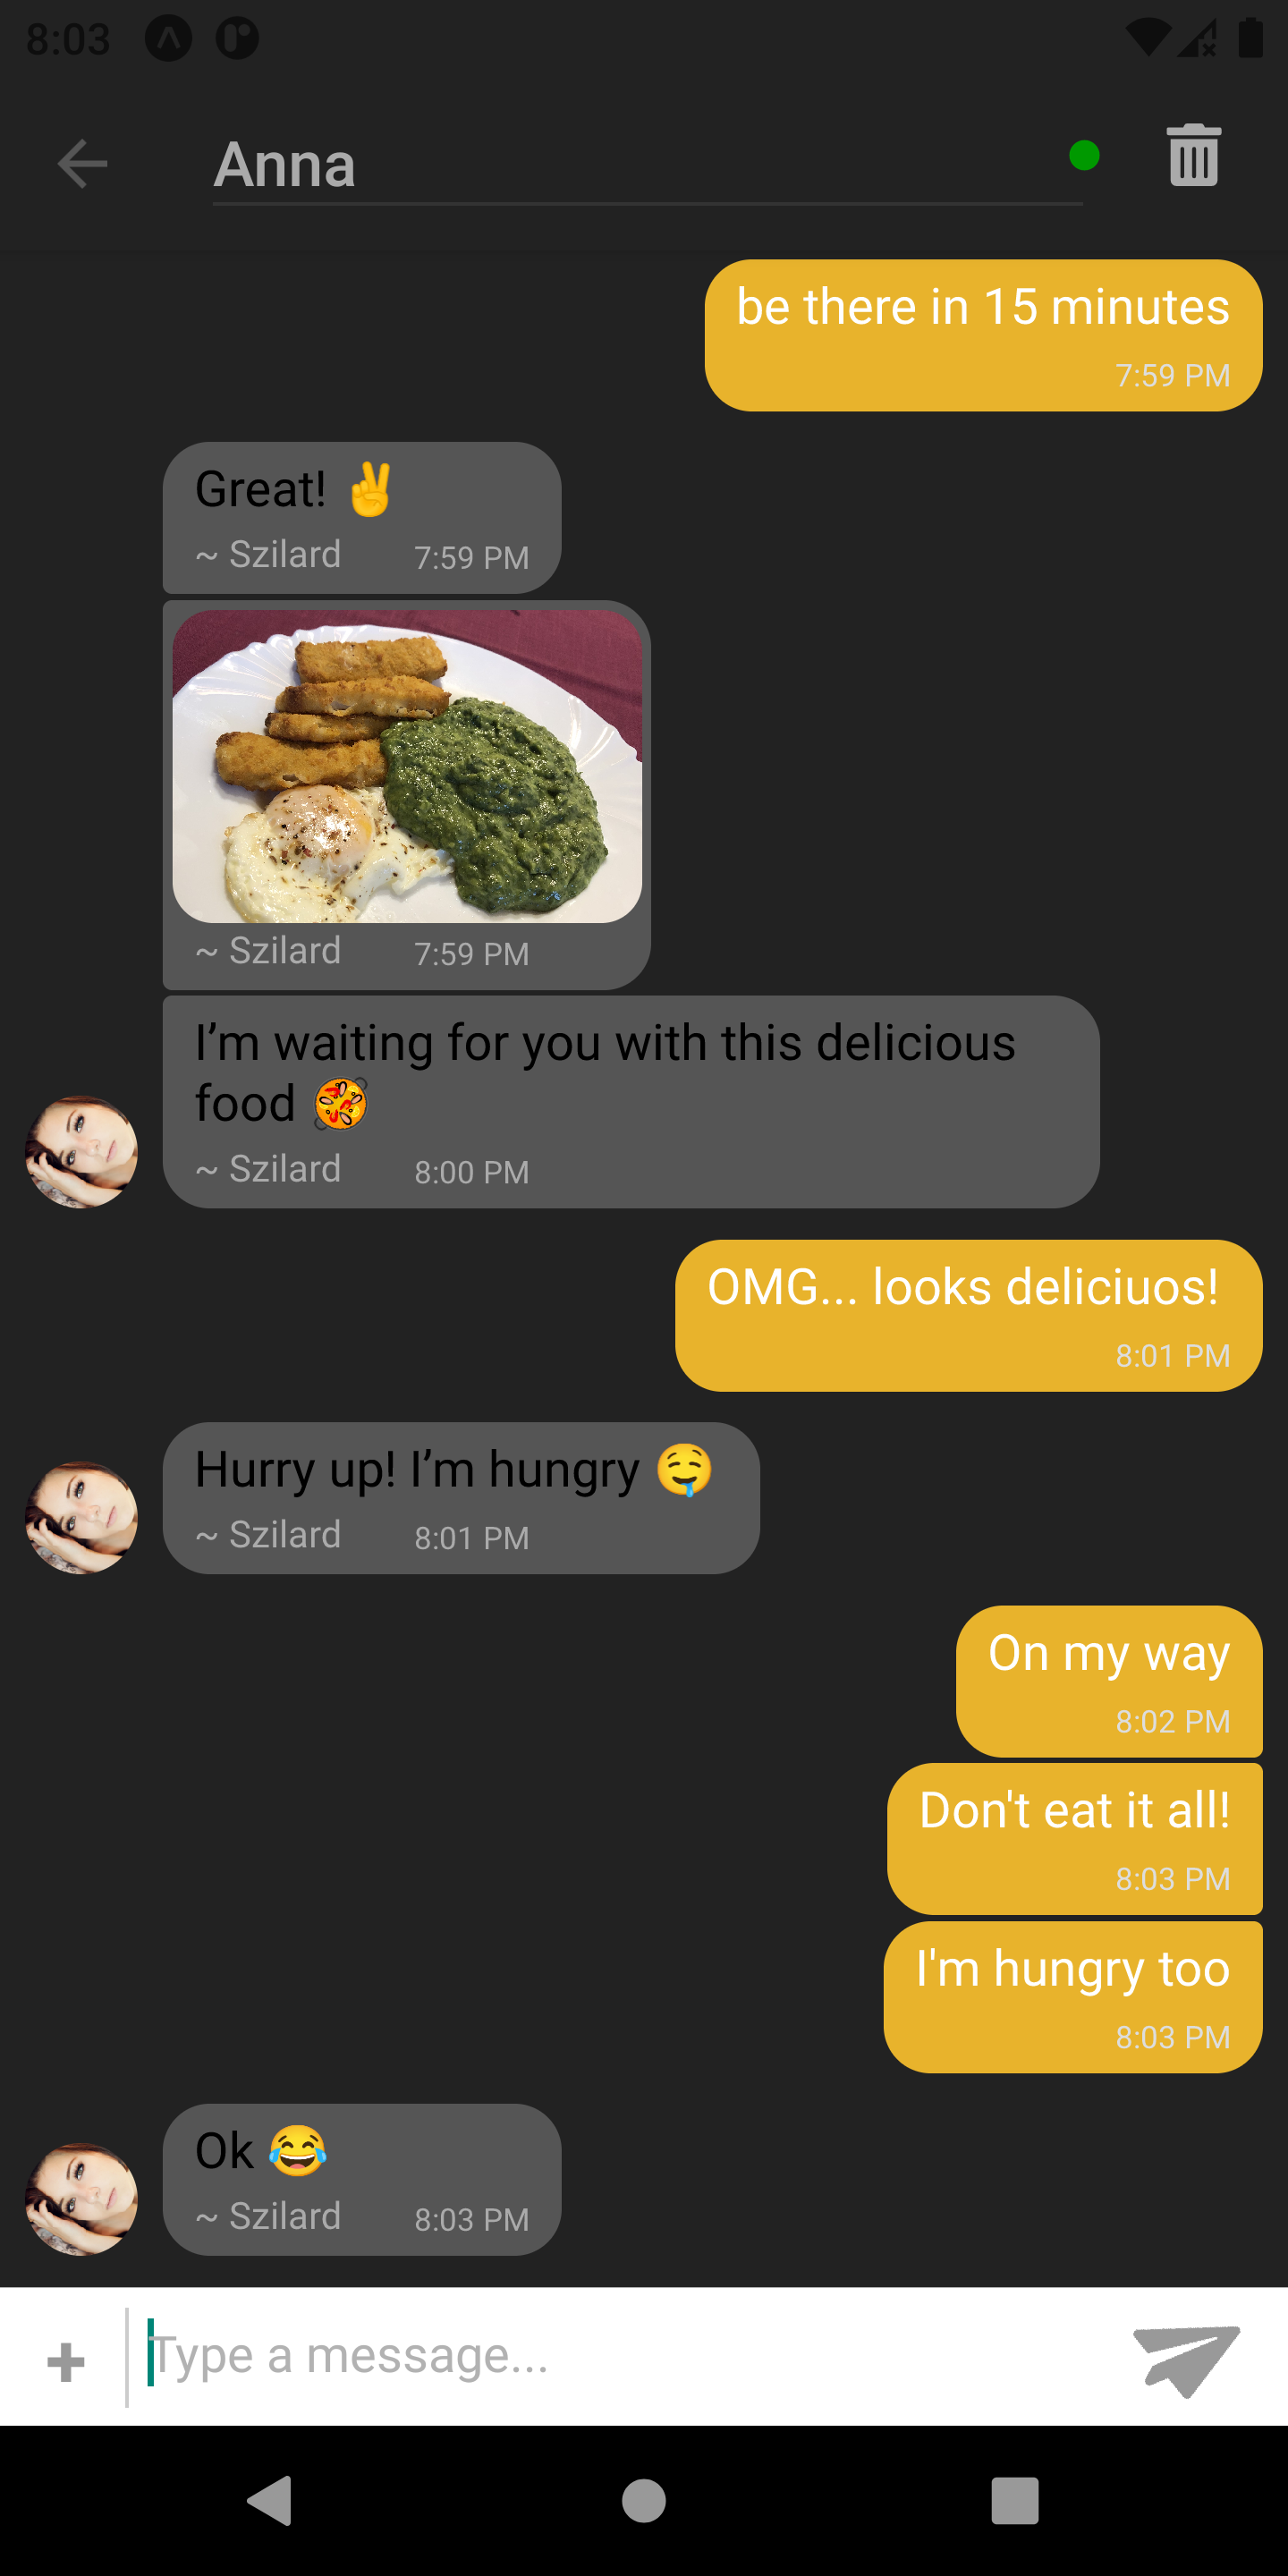 8:03
Anna
be there in 15 minutes
7:59 PM
Great! ✌
~ Szilard 7:59 PM
~ Szilard 7:59 PM
I’m waiting for you with this delicious
food 🥘
~ Szilard 8:00 PM
OMG... looks deliciuos!
8:01 PM
Hurry up! I’m hungry 🤤
~ Szilard 8:01 PM
On my way
8:02 PM
Don't eat it all!
8:03 PM
I'm hungry too
8:03 PM
Ok 😂
~ Szilard 8:03 PM
Type a message...